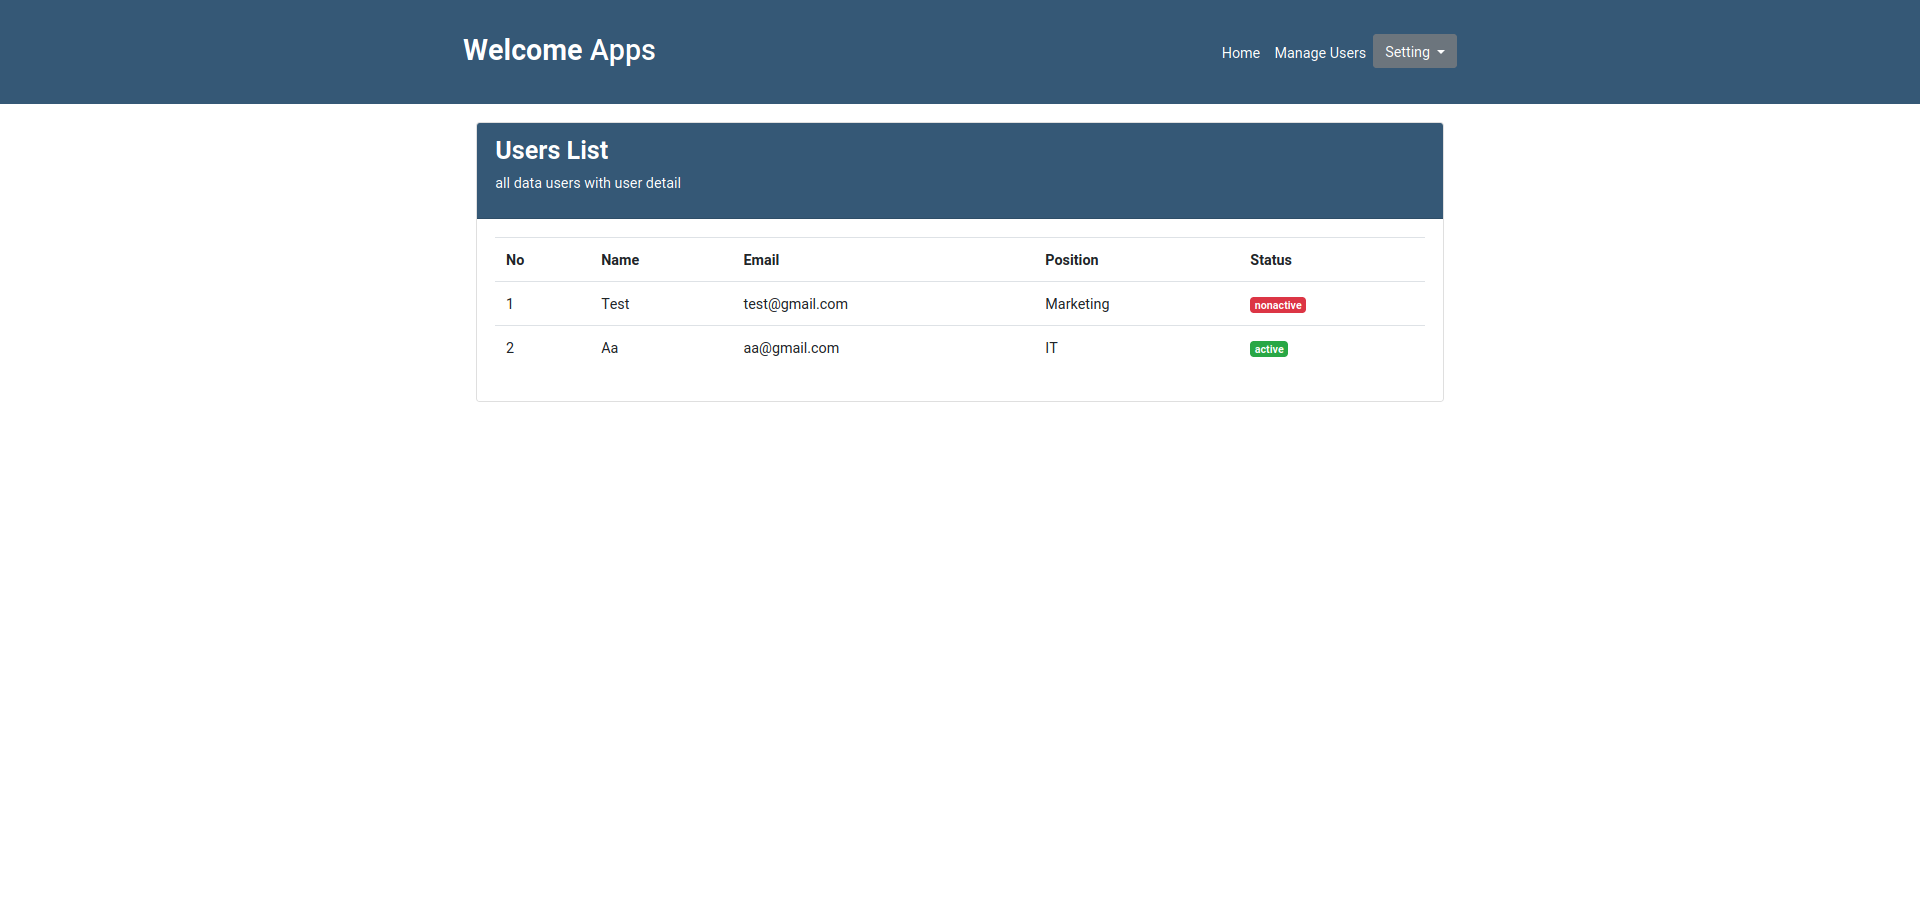 Welcome Apps
Home Manage Users Setting
Users List
all data users with user detail
No Name Email Position Status
1 Test test@gmail.com Marketing nonactive
2 Aa aa@gmail.com IT active